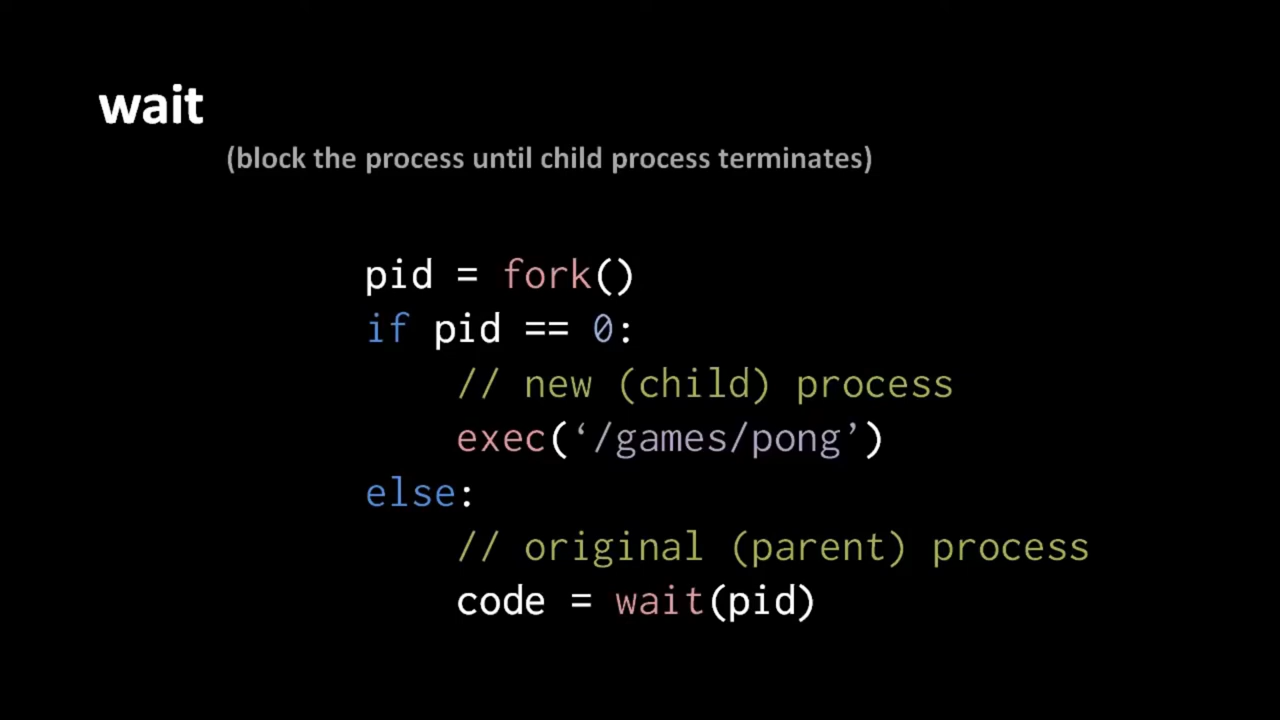 wait
(block the process until child process terminates)
pid = fork()
if pid == 0:
// new (child) process
exec(‘/games/pong’)
else:
// original (parent) process
code = wait(pid)